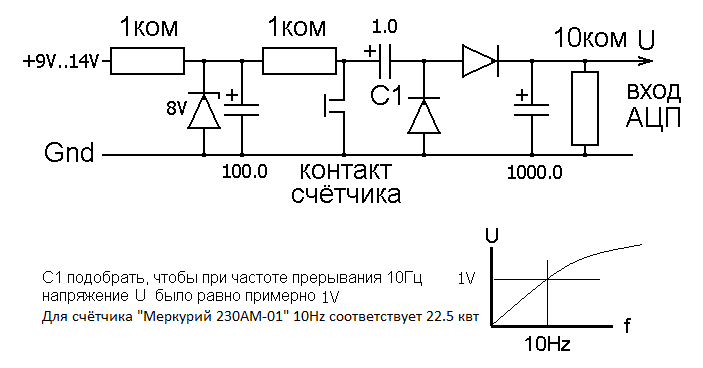 1ком 1ком 1.0
+9V..14V + 10ком U
8V + C1 + вход
АЦП
Gnd
100.0 контакт 1000.0
счётчика
U
C1 подобрать, чтобы при частоте прерывания 10Гц 1V
напряжение U было равно примерно 1V
Для счётчика "Меркурий 230АМ-01" 10Hz соответствует 22.5 квт
f
10Hz